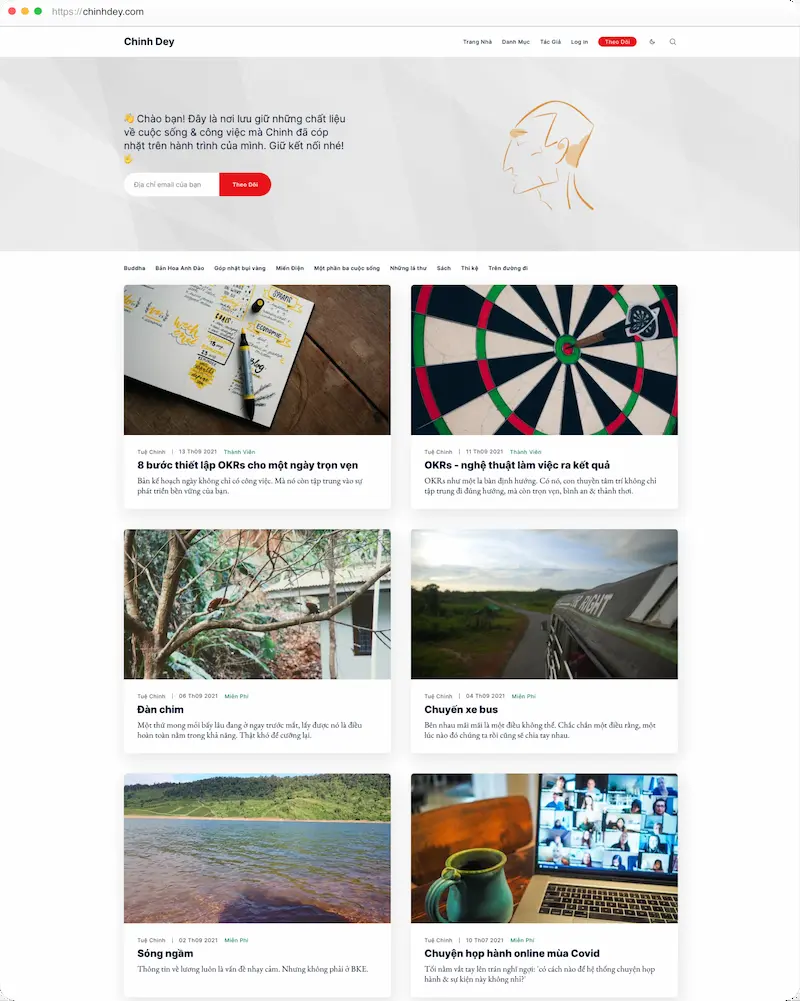 https://chinhdey.com
Chinh Dey
Trang Nhà Danh Mục Tác Giả Log in Theo Dõi
👋 Chào bạn! Đây là nơi lưu giữ những chất liệu
về cuộc sống & công việc mà Chinh đã cóp
nhặt trên hành trình của mình. Giữ kết nối nhé!
Địa chỉ email của bạn Theo Dõi
Buddha Bản Hoa Anh Đào Góp nhặt bụi vàng Miến Điện Một phần ba cuộc sống Những lá thư Sách Thi kệ Trên đường đi
Tuệ Chinh | 13 Th09 2021 Thành Viên
8 bước thiết lập OKRs cho một ngày trọn vẹn
Bản kế hoạch ngày không chỉ có công việc. Mà nó còn tập trung vào sự
phát triển bền vững của bạn.
Tuệ Chinh | 11 Th09 2021 Thành Viên
OKRs - nghệ thuật làm việc ra kết quả
OKRs như một la bàn định hướng. Có nó, con thuyền tâm trí không chỉ
tập trung đi đúng hướng, mà còn trọn vẹn, bình an & thảnh thơi.
RIGHT
Tuệ Chinh | 06 Th09 2021 Miễn Phí
Đàn chim
Một thứ mong mỏi bấy lâu đang ở ngay trước mắt, lấy được nó là điều
hoàn toàn nằm trong khả năng. Thật khó để cưỡng lại.
Tuệ Chinh | 04 Th09 2021 Miễn Phí
Chuyến xe bus
Bên nhau mãi mãi là một điều không thể. Chắc chắn một điều rằng, một
lúc nào đó chúng ta rồi cũng sẽ chia tay nhau.
Tuệ Chinh | 02 Th09 2021 Miễn Phí
Sóng ngầm
Thông tin về lương luôn là vấn đề nhạy cảm. Nhưng không phải ở BKE.
Tuệ Chinh | 10 Th07 2021 Miễn Phí
Chuyện họp hành online mùa Covid
Tối nằm vắt tay lên trán nghĩ ngợi: 'có cách nào để hệ thống chuyện họp
hành & sự kiện này không nhỉ?'